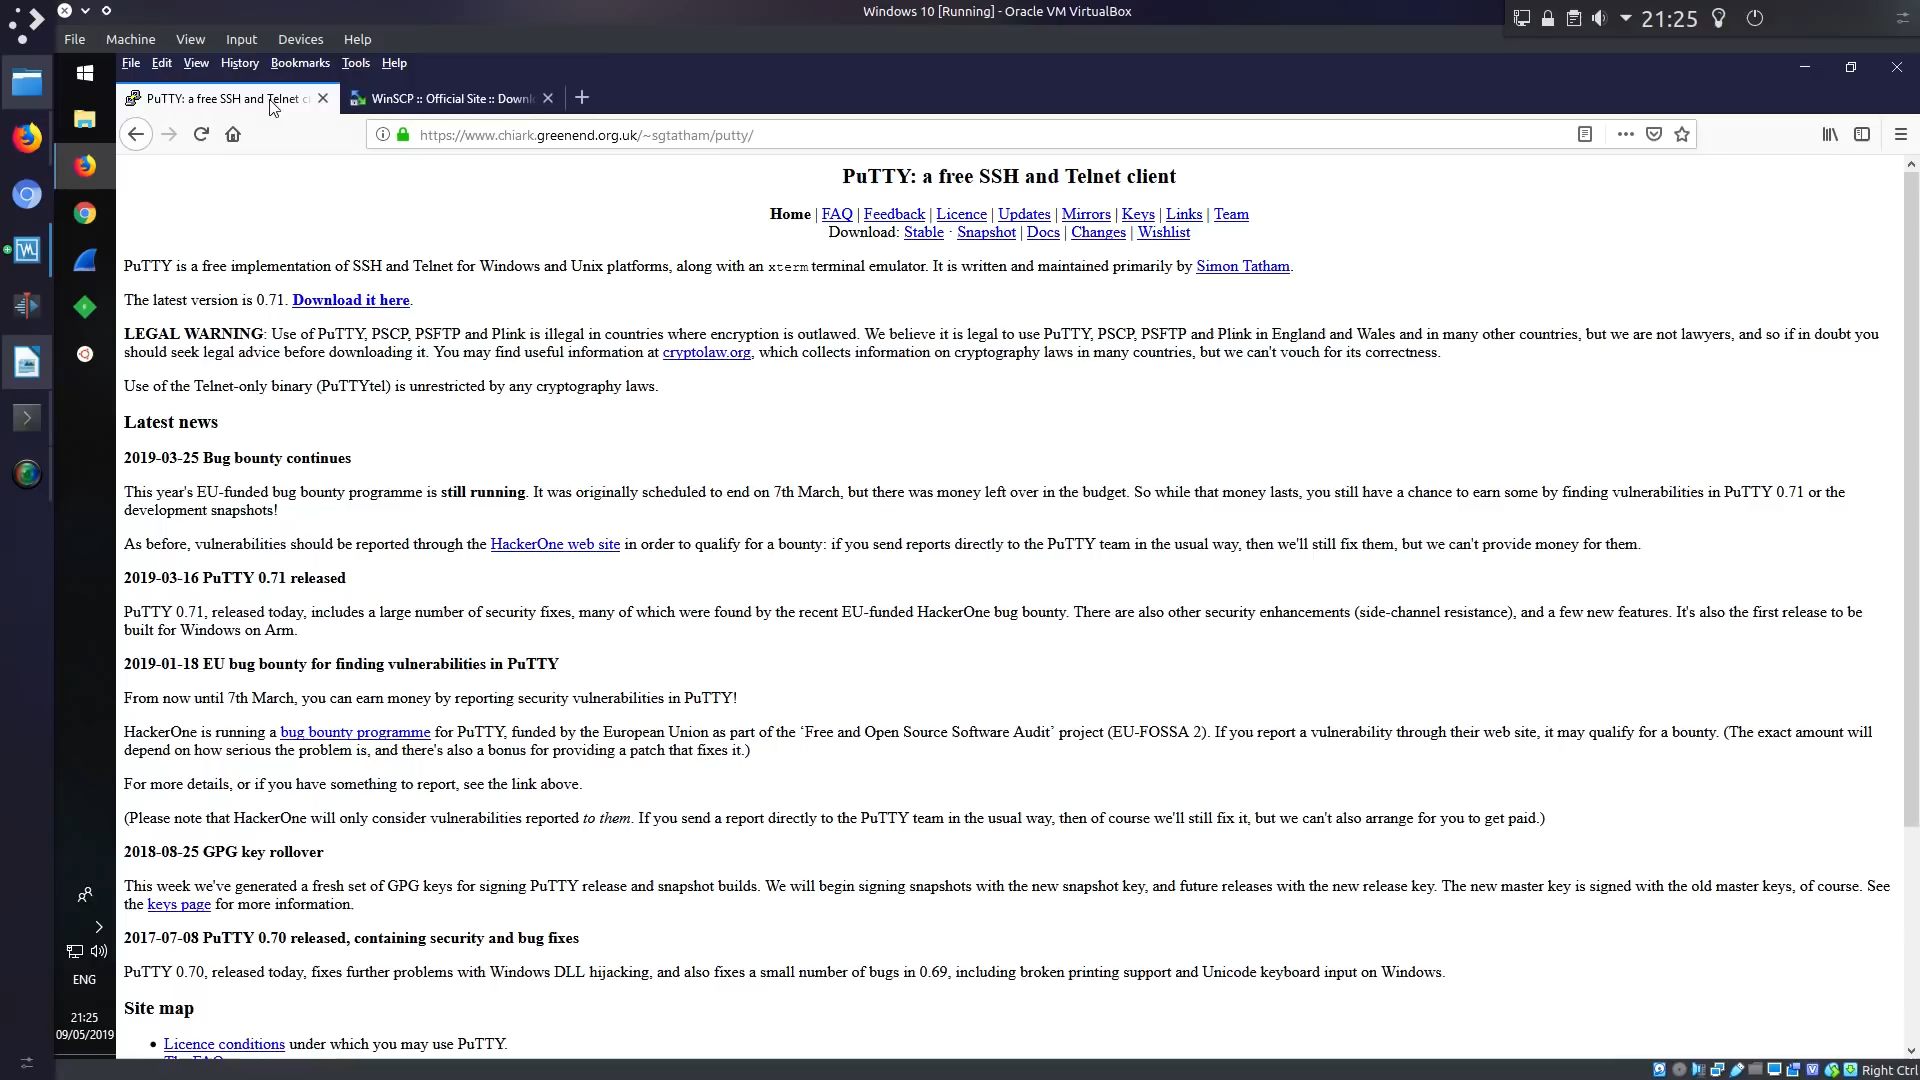 Windows 10 [Running] - Oracle VM VirtualBox
21:25
File Machine View Input Devices Help
File Edit View History Bookmarks Tools Help
PuTTY: a free SSH and Telnet cl
WinSCP :: Official Site :: Downl
https://www.chiark.greenend.org.uk/~sgtatham/putty/
PuTTY: a free SSH and Telnet client
Home | FAQ | Feedback | Licence | Updates | Mirrors | Keys | Links | Team
Download: Stable · Snapshot | Docs | Changes | Wishlist
PuTTY is a free implementation of SSH and Telnet for Windows and Unix platforms, along with an xterm terminal emulator. It is written and maintained primarily by Simon Tatham.
The latest version is 0.71. Download it here.
LEGAL WARNING: Use of PuTTY, PSCP, PSFTP and Plink is illegal in countries where encryption is outlawed. We believe it is legal to use PuTTY, PSCP, PSFTP and Plink in England and Wales and in many other countries, but we are not lawyers, and so if in doubt you
should seek legal advice before downloading it. You may find useful information at cryptolaw.org, which collects information on cryptography laws in many countries, but we can't vouch for its correctness.
Use of the Telnet-only binary (PuTTYtel) is unrestricted by any cryptography laws.
Latest news
2019-03-25 Bug bounty continues
This year's EU-funded bug bounty programme is still running. It was originally scheduled to end on 7th March, but there was money left over in the budget. So while that money lasts, you still have a chance to earn some by finding vulnerabilities in PuTTY 0.71 or the
development snapshots!
As before, vulnerabilities should be reported through the HackerOne web site in order to qualify for a bounty: if you send reports directly to the PuTTY team in the usual way, then we'll still fix them, but we can't provide money for them.
2019-03-16 PuTTY 0.71 released
PuTTY 0.71, released today, includes a large number of security fixes, many of which were found by the recent EU-funded HackerOne bug bounty. There are also other security enhancements (side-channel resistance), and a few new features. It's also the first release to be
built for Windows on Arm.
2019-01-18 EU bug bounty for finding vulnerabilities in PuTTY
From now until 7th March, you can earn money by reporting security vulnerabilities in PuTTY!
HackerOne is running a bug bounty programme for PuTTY, funded by the European Union as part of the ‘Free and Open Source Software Audit’ project (EU-FOSSA 2). If you report a vulnerability through their web site, it may qualify for a bounty. (The exact amount will
depend on how serious the problem is, and there's also a bonus for providing a patch that fixes it.)
For more details, or if you have something to report, see the link above.
(Please note that HackerOne will only consider vulnerabilities reported to them. If you send a report directly to the PuTTY team in the usual way, then of course we'll still fix it, but we can't also arrange for you to get paid.)
2018-08-25 GPG key rollover
This week we've generated a fresh set of GPG keys for signing PuTTY release and snapshot builds. We will begin signing snapshots with the new snapshot key, and future releases with the new release key. The new master key is signed with the old master keys, of course. See
the keys page for more information.
2017-07-08 PuTTY 0.70 released, containing security and bug fixes
PuTTY 0.70, released today, fixes further problems with Windows DLL hijacking, and also fixes a small number of bugs in 0.69, including broken printing support and Unicode keyboard input on Windows.
Site map
• Licence conditions under which you may use PuTTY.
ENG
21:25
09/05/2019
Right Ctrl